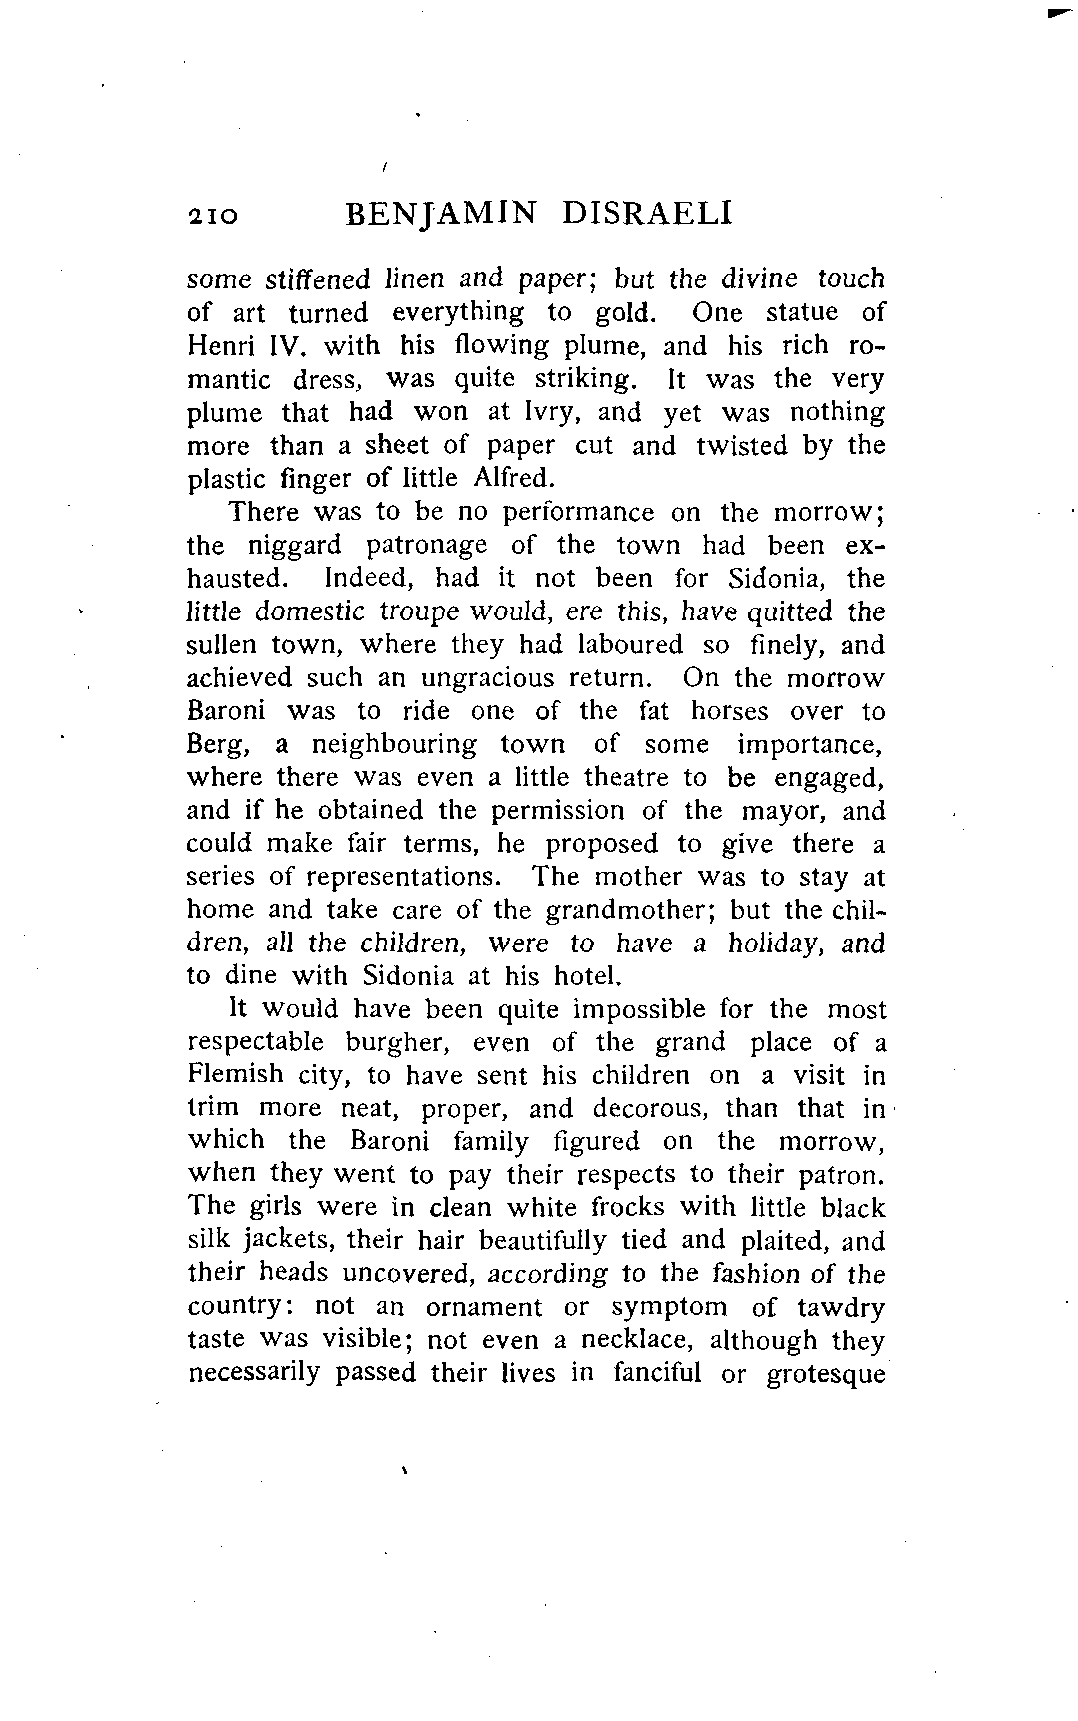 210 BENJAMIN DISRAELI
some stiffened linen and paper; but the divine touch
of art turned everything to gold. One statue of
Henri IV. with his flowing plume, and his rich ro-
mantic dress, was quite striking. It was the very
plume that had won at Ivry, and yet was nothing
more than a sheet of paper cut and twisted by the
plastic finger of little Alfred.
There was to be no performance on the morrow;
the niggard patronage of the town had been ex-
hausted. Indeed, had it not been for Sidonia, the
little domestic troupe would, ere this, have quitted the
sullen town, where they had laboured so finely, and
achieved such an ungracious return. On the morrow
Baroni was to ride one of the fat horses over to
Berg, a neighbouring town of some importance,
where there was even a little theatre to be engaged,
and if he obtained the permission of the mayor, and
could make fair terms, he proposed to give there a
series of representations. The mother was to stay at
home and take care of the grandmother; but the chil-
dren, all the children, were to have a holiday, and
to dine with Sidonia at his hotel.
It would have been quite impossible for the most
respectable burgher, even of the grand place of a
Flemish city, to have sent his children on a visit in
trim more neat, proper, and decorous, than that in
which the Baroni family figured on the morrow,
when they went to pay their respects to their patron.
The girls were in clean white frocks with little black
silk jackets, their hair beautifully tied and plaited, and
their heads uncovered, according to the fashion of the
country: not an ornament or symptom of tawdry
taste was visible; not even a necklace, although they
necessarily passed their lives in fanciful or grotesque